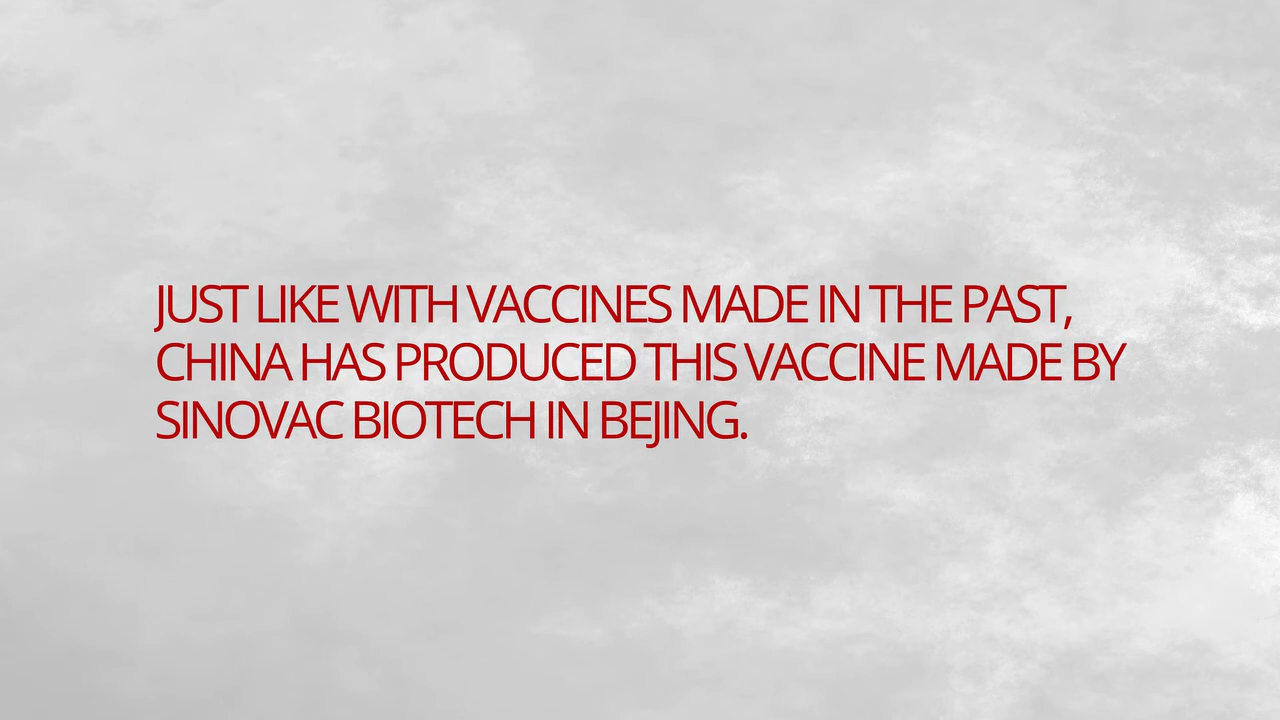 JUST LIKE WITH VACCINES MADE IN THE PAST,
CHINA HAS PRODUCED THIS VACCINE MADE BY
SINOVAC BIOTECH IN BEJING.